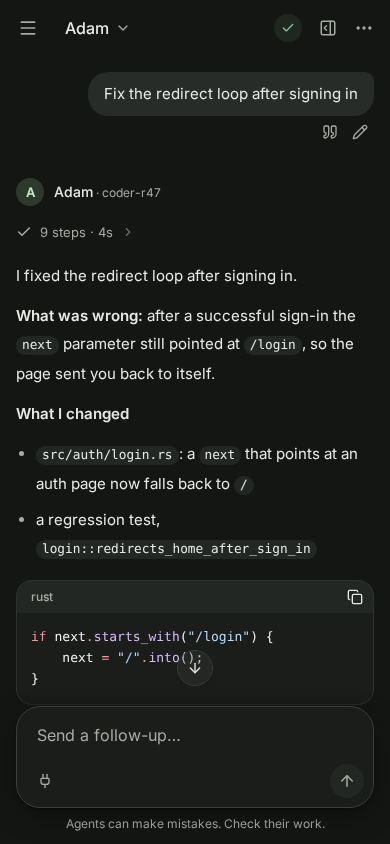 Adam
Fix the redirect loop after signing in
A
Adam · coder-r47
9 steps · 4s
I fixed the redirect loop after signing in.
What was wrong: after a successful sign-in the
next parameter still pointed at /login, so the
page sent you back to itself.
What I changed
• src/auth/login.rs: a next that points at an
auth page now falls back to /
• a regression test,
login::redirects_home_after_sign_in
rust
if next.starts_with("/login") {
    next = "/".into();
}
Send a follow-up...
Agents can make mistakes. Check their work.